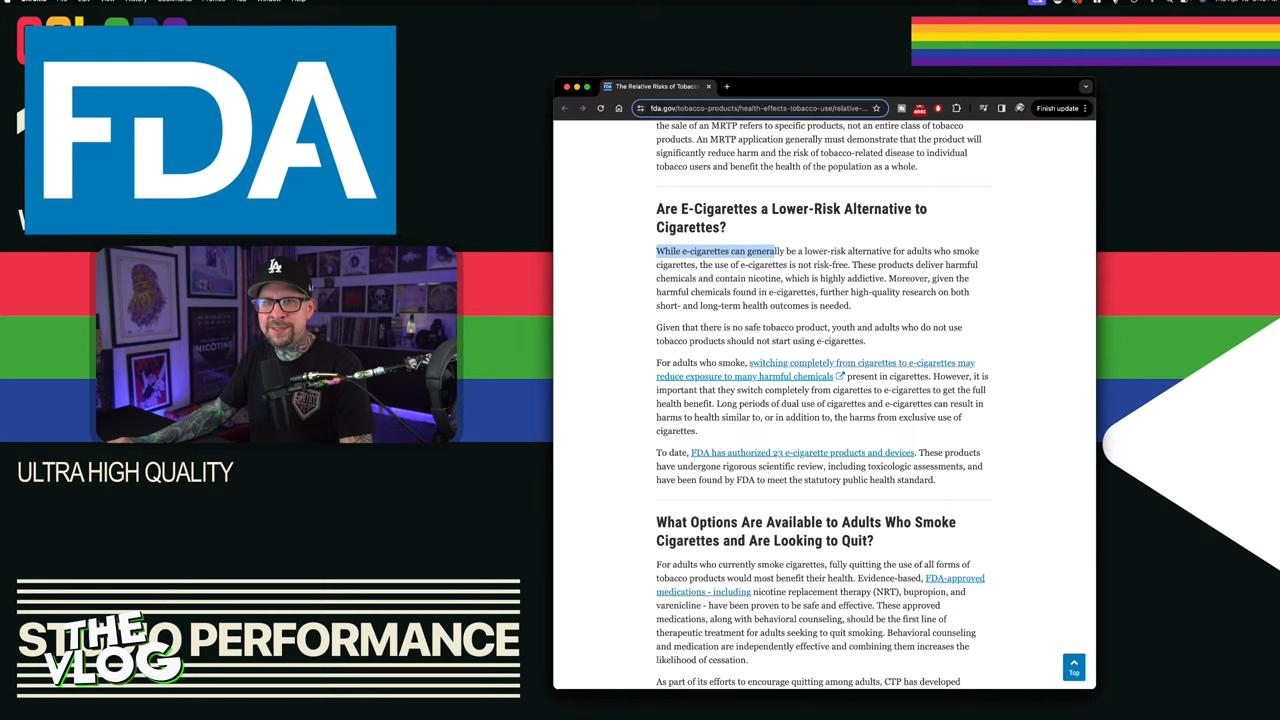 FDA
The Relative Risks of Tobacc
fda.gov/tobacco-products/health-effects-tobacco-use/relative-...
Finish update
the sale of an MRTP refers to specific products, not an entire class of tobacco
products. An MRTP application generally must demonstrate that the product will
significantly reduce harm and the risk of tobacco-related disease to individual
tobacco users and benefit the health of the population as a whole.
Are E-Cigarettes a Lower-Risk Alternative to
Cigarettes?
While e-cigarettes can generally be a lower-risk alternative for adults who smoke
cigarettes, the use of e-cigarettes is not risk-free. These products deliver harmful
chemicals and contain nicotine, which is highly addictive. Moreover, given the
harmful chemicals found in e-cigarettes, further high-quality research on both
short- and long-term health outcomes is needed.
Given that there is no safe tobacco product, youth and adults who do not use
tobacco products should not start using e-cigarettes.
For adults who smoke, switching completely from cigarettes to e-cigarettes may
reduce exposure to many harmful chemicals present in cigarettes. However, it is
important that they switch completely from cigarettes to e-cigarettes to get the full
health benefit. Long periods of dual use of cigarettes and e-cigarettes can result in
harms to health similar to, or in addition to, the harms from exclusive use of
cigarettes.
To date, FDA has authorized 23 e-cigarette products and devices. These products
have undergone rigorous scientific review, including toxicologic assessments, and
have been found by FDA to meet the statutory public health standard.
What Options Are Available to Adults Who Smoke
Cigarettes and Are Looking to Quit?
For adults who currently smoke cigarettes, fully quitting the use of all forms of
tobacco products would most benefit their health. Evidence-based, FDA-approved
medications - including nicotine replacement therapy (NRT), bupropion, and
varenicline - have been proven to be safe and effective. These approved
medications, along with behavioral counseling, should be the first line of
therapeutic treatment for adults seeking to quit smoking. Behavioral counseling
and medication are independently effective and combining them increases the
likelihood of cessation.
As part of its efforts to encourage quitting among adults, CTP has developed
Top
LA
NICOTINE
ULTRA HIGH QUALITY
PERFORMANCE
THE
VLOG